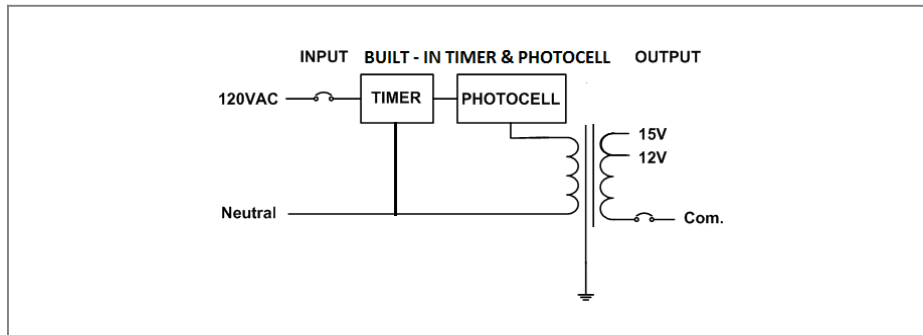 INPUT BUILT - IN TIMER & PHOTOCELL OUTPUT
120VAC TIMER PHOTOCELL
15V
12V
Neutral Com.